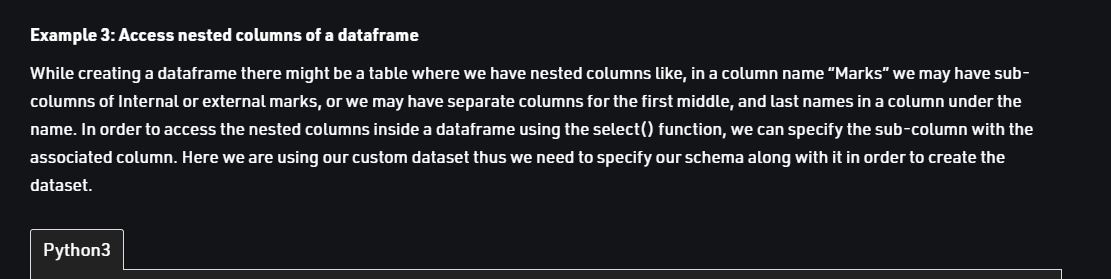 Example 3: Access nested columns of a dataframe
While creating a dataframe there might be a table where we have nested columns like, in a column name “Marks” we may have sub-
columns of Internal or external marks, or we may have separate columns for the first middle, and last names in a column under the
name. In order to access the nested columns inside a dataframe using the select() function, we can specify the sub-column with the
associated column. Here we are using our custom dataset thus we need to specify our schema along with it in order to create the
dataset.
Python3